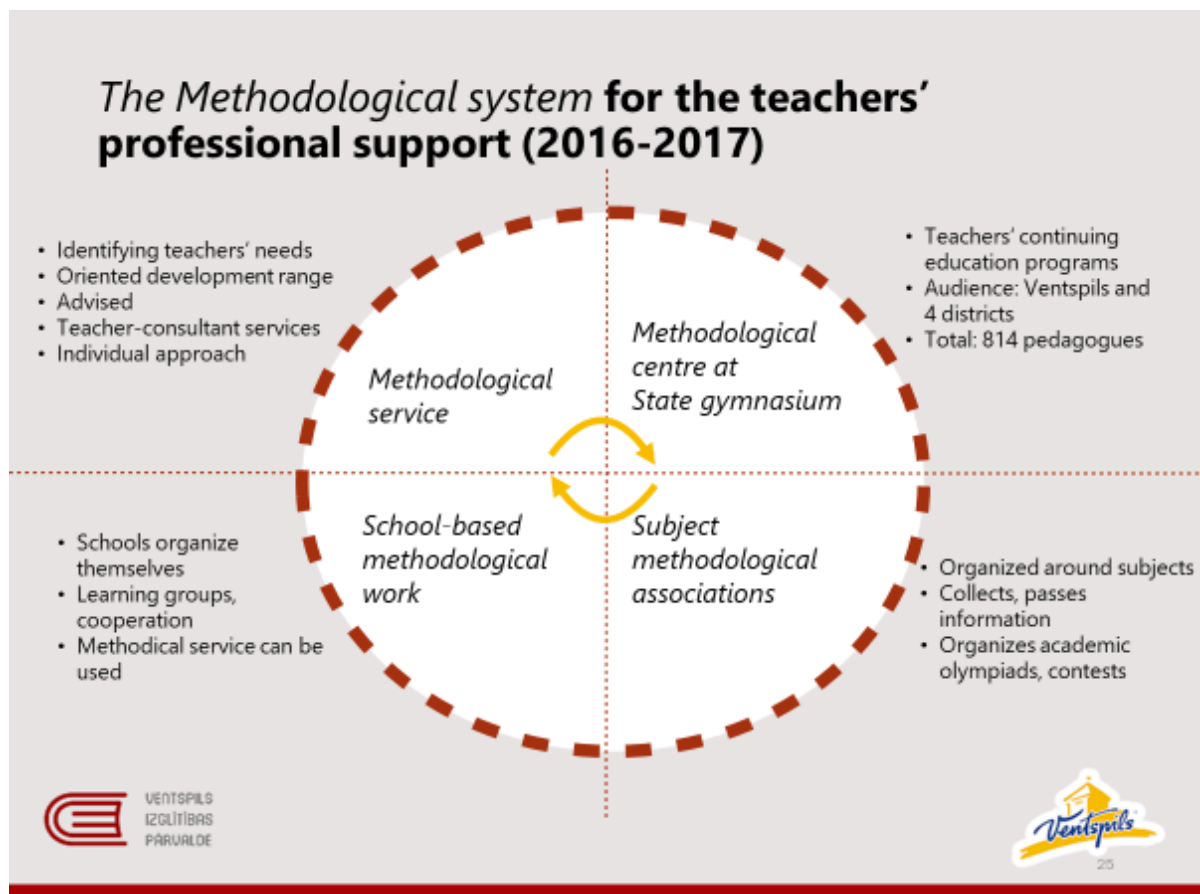 The Methodological system for the teachers’
professional support (2016-2017)
• Identifying teachers’ needs
• Oriented development range
• Advised
• Teacher-consultant services
• Individual approach
• Teachers’ continuing
education programs
• Audience: Ventspils and
4 districts
• Total: 814 pedagogues
Methodological
service
Methodological
centre at
State gymnasium
School-based
methodological
work
Subject
methodological
associations
• Schools organize
themselves
• Learning groups,
cooperation
• Methodical service can be
used
• Organized around subjects
• Collects, passes
information
• Organizes academic
olympiads, contests
VENTSPILS
IZGLĪTĪBAS
PĀRVALDE
Ventspils
25